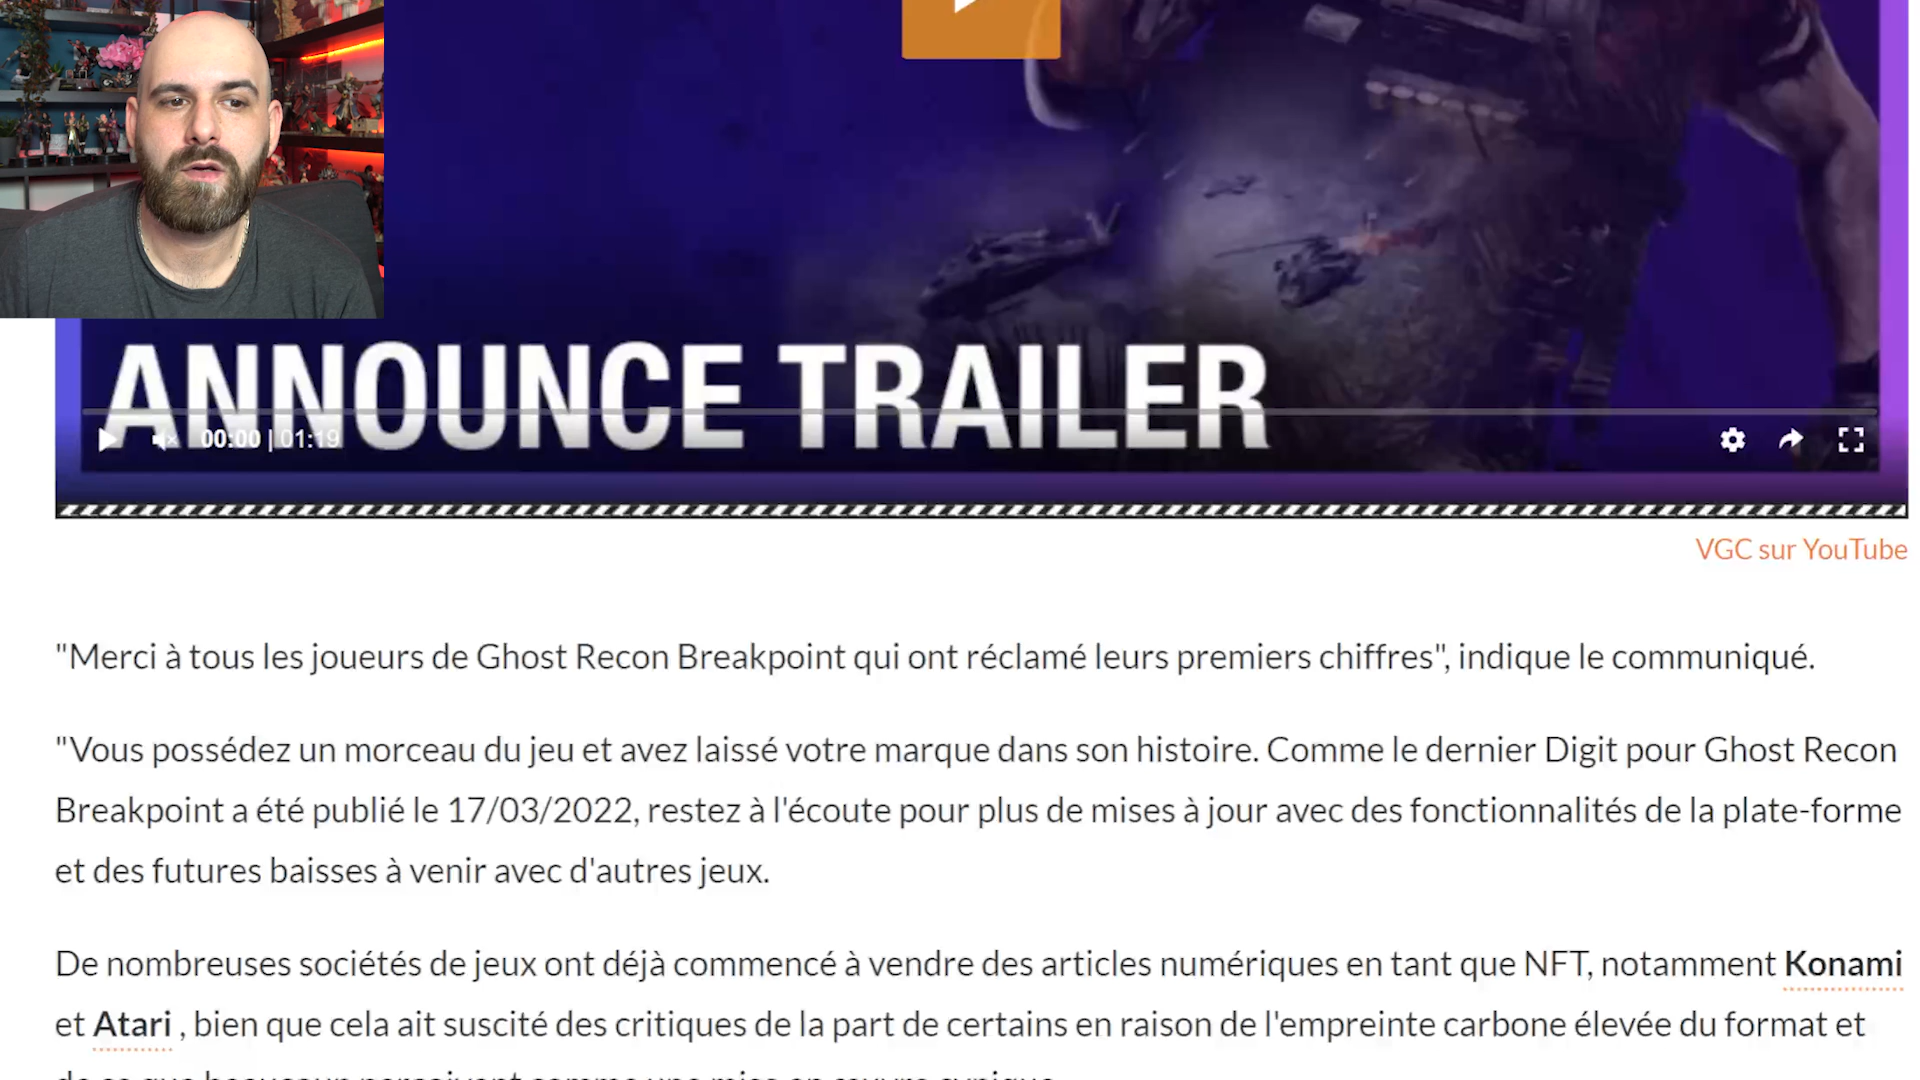 ANNOUNCE TRAILER
00:00 | 01:19
VGC sur YouTube
"Merci à tous les joueurs de Ghost Recon Breakpoint qui ont réclamé leurs premiers chiffres", indique le communiqué.
"Vous possédez un morceau du jeu et avez laissé votre marque dans son histoire. Comme le dernier Digit pour Ghost Recon
Breakpoint a été publié le 17/03/2022, restez à l'écoute pour plus de mises à jour avec des fonctionnalités de la plate-forme
et des futures baisses à venir avec d'autres jeux.
De nombreuses sociétés de jeux ont déjà commencé à vendre des articles numériques en tant que NFT, notamment Konami
et Atari , bien que cela ait suscité des critiques de la part de certains en raison de l'empreinte carbone élevée du format et